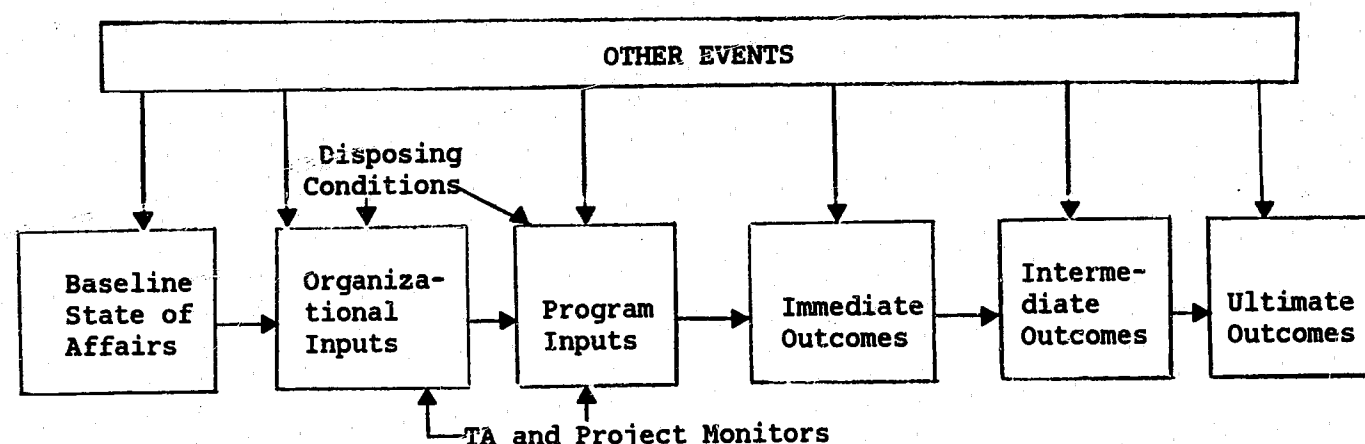 OTHER EVENTS
Disposing
Conditions
Baseline
State of
Affairs
Organiza-
tional
Inputs
Program
Inputs
Immediate
Outcomes
Interme-
diate
Outcomes
Ultimate
Outcomes
TA and Project Monitors